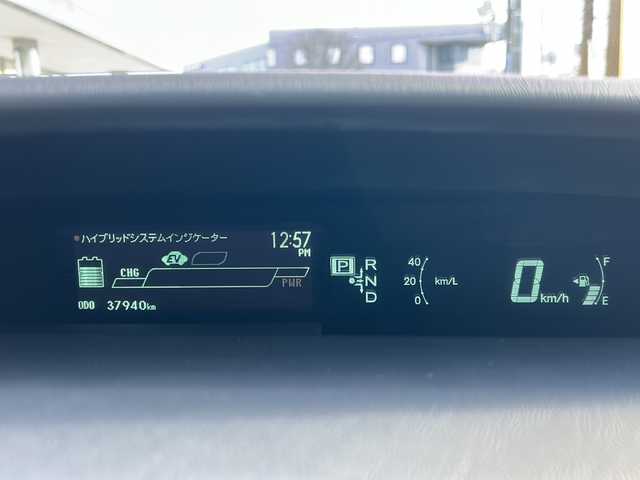 ハイブリッドシステムインジケーター
12:57
PM
EV
CHG
PWR
ODO 37940km
P R
N
D
40
20 km/L
0
0 km/h
F
E